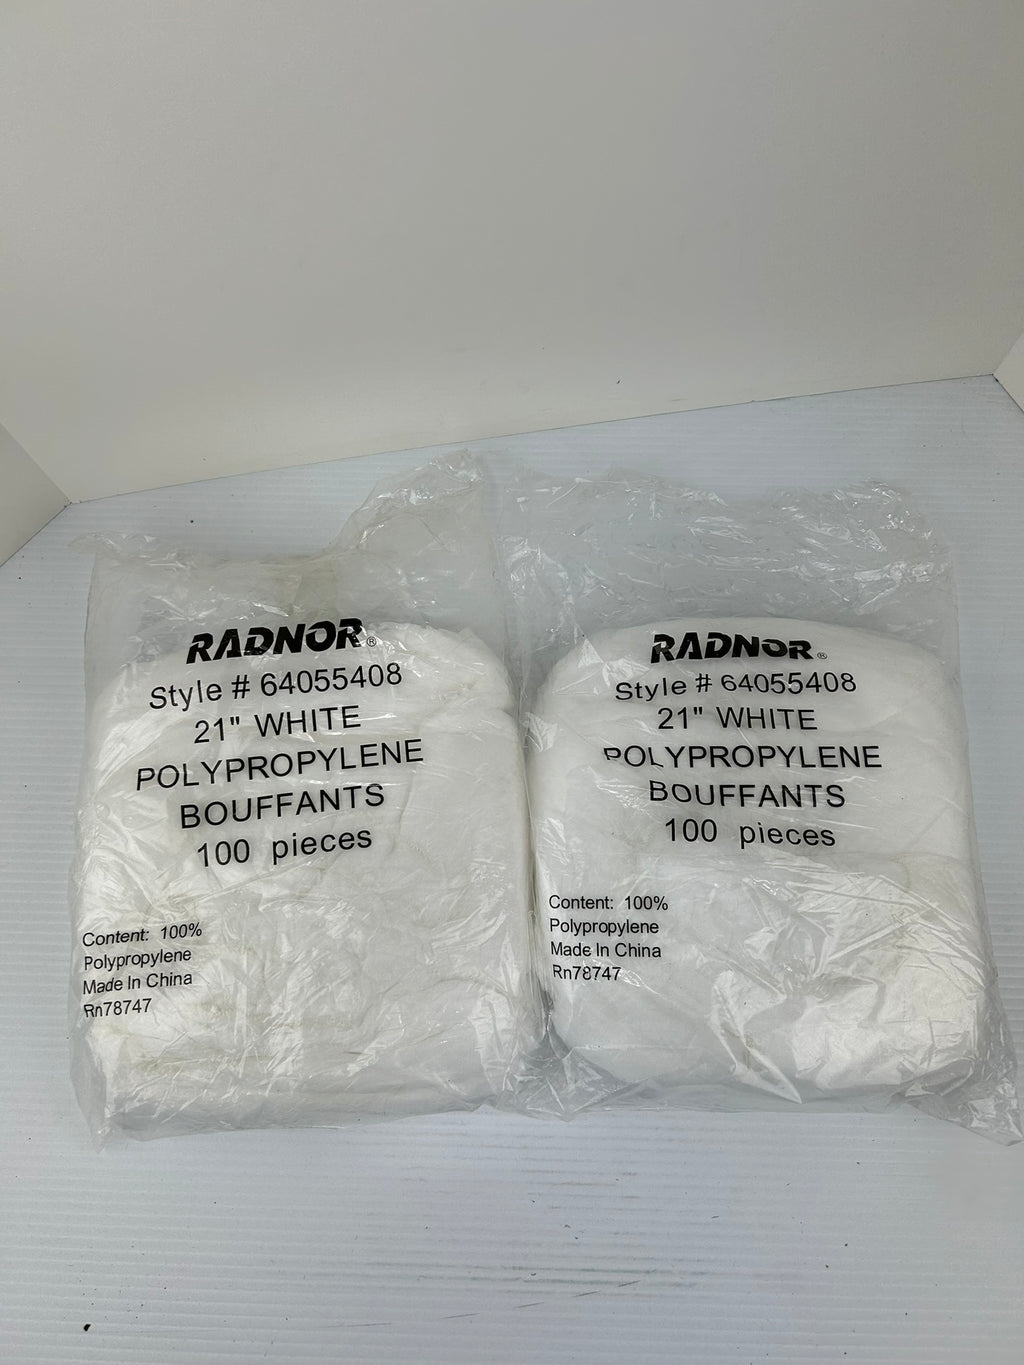 RADNOR®
Style # 64055408
21" WHITE
POLYPROPYLENE
BOUFFANTS
100 pieces
Content: 100%
Polypropylene
Made In China
Rn78747
RADNOR®
Style # 64055408
21" WHITE
POLYPROPYLENE
BOUFFANTS
100 pieces
Content: 100%
Polypropylene
Made In China
Rn78747